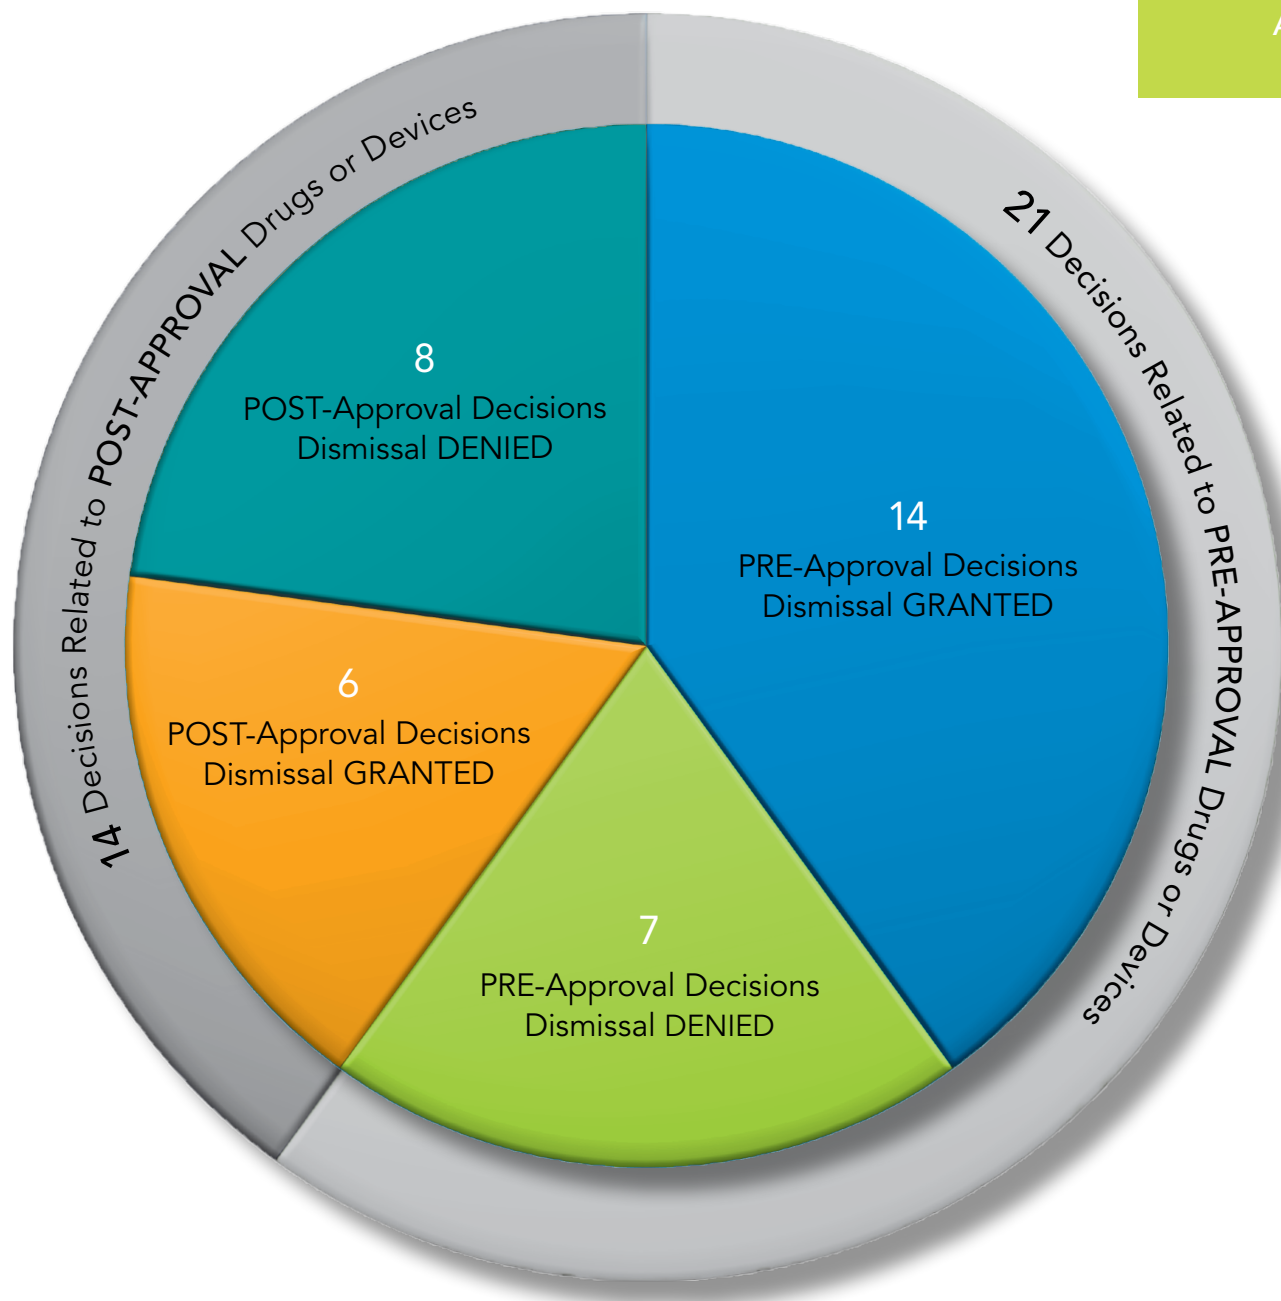 A
14 Decisions Related to POST-APPROVAL Drugs or Devices
21 Decisions Related to PRE-APPROVAL Drugs or Devices
8
POST-Approval Decisions
Dismissal DENIED
14
PRE-Approval Decisions
Dismissal GRANTED
6
POST-Approval Decisions
Dismissal GRANTED
7
PRE-Approval Decisions
Dismissal DENIED